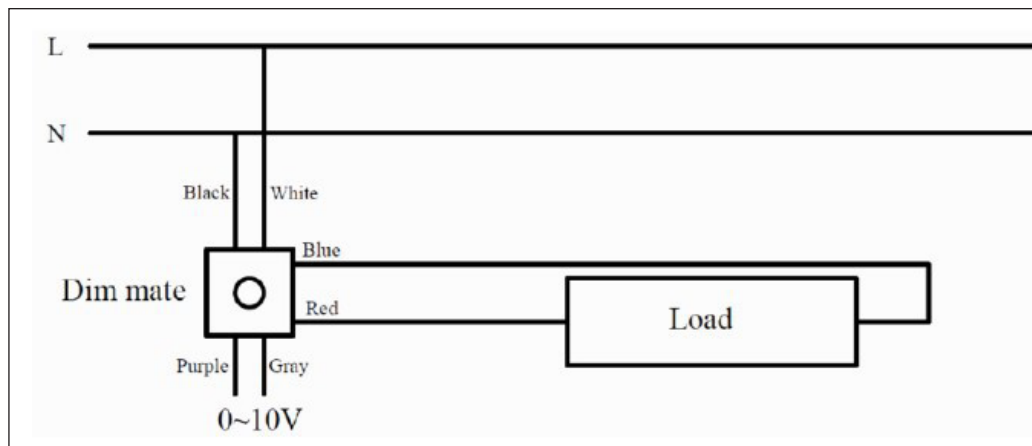 L
N
Black White
Blue
Dim mate
Red
Load
Purple Gray
0~10V